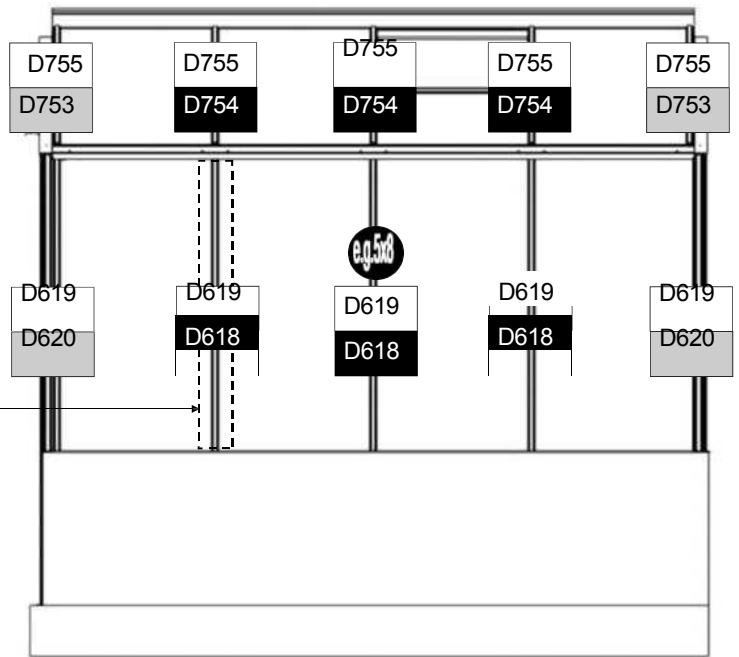 D755 D755 D755 D755 D755
D753 D754 D754 D754 D753
e.g.5x8
D619 D619 D619 D619 D619
D620 D618 D618 D618 D620